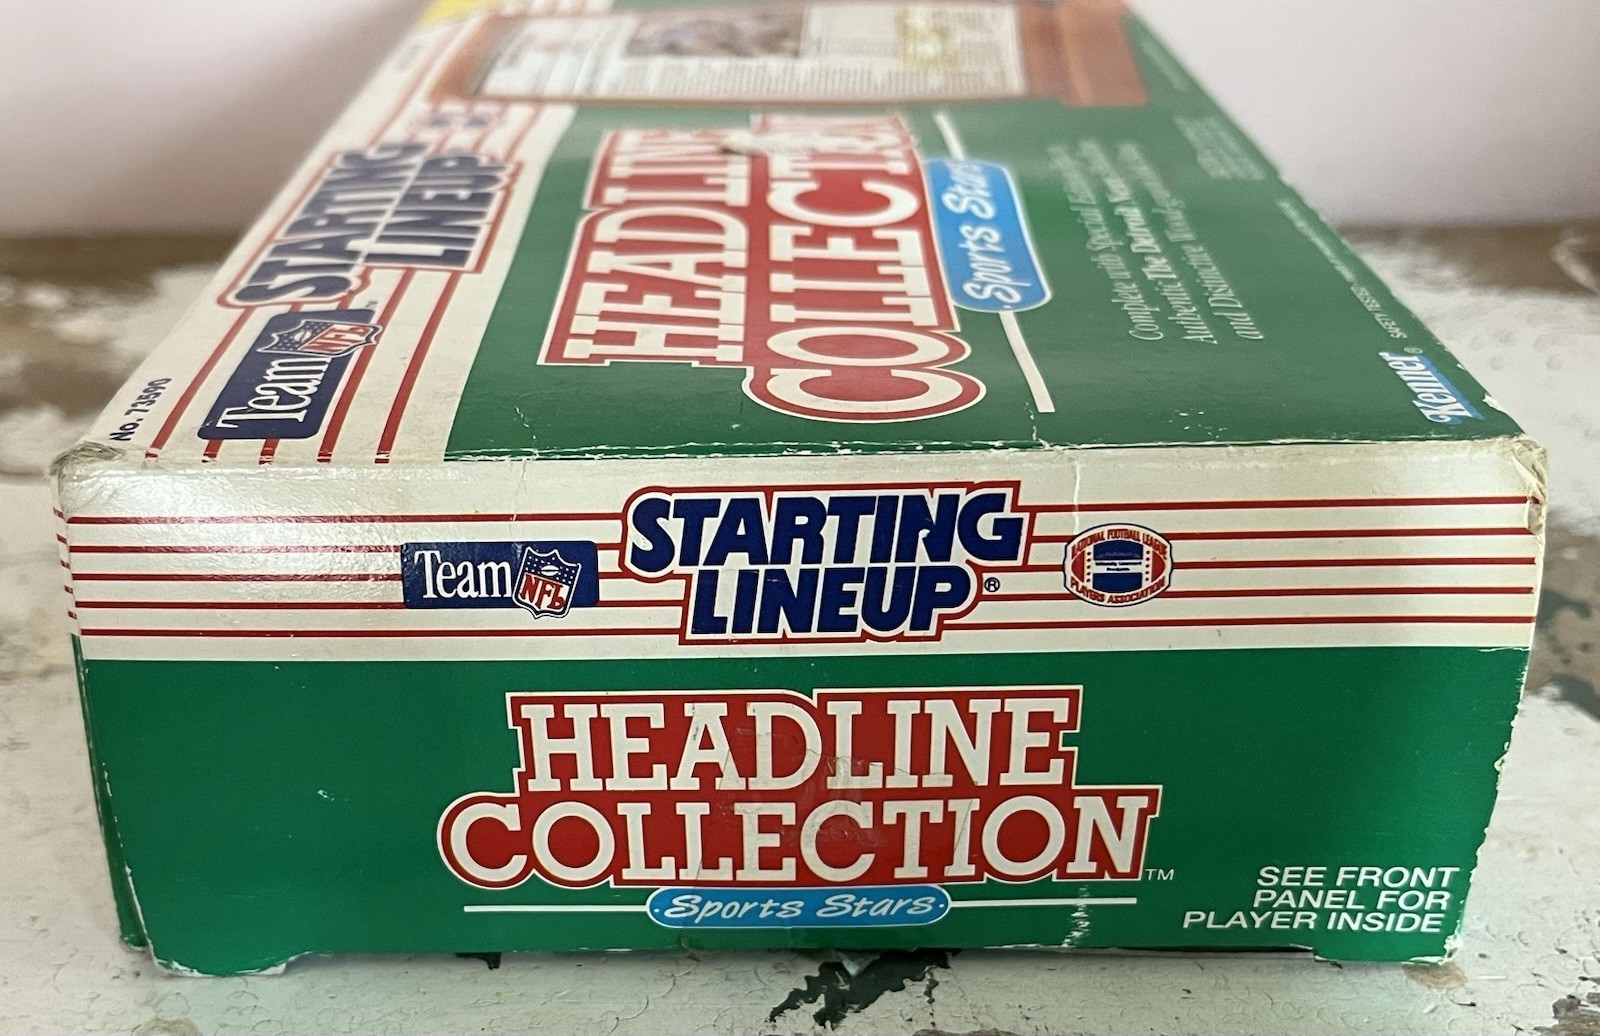 STARTING
LINEUP
Team NFL
No. 73590
HEADLINE
COLLECTION
Sports Stars
Complete with Special Edition
Authentic The Detroit News
and Distinctive
Kenner®
Team NFL
STARTING
LINEUP®
NATIONAL FOOTBALL LEAGUE
PLAYERS ASSOCIATION
HEADLINE
COLLECTION™
Sports Stars
SEE FRONT
PANEL FOR
PLAYER INSIDE